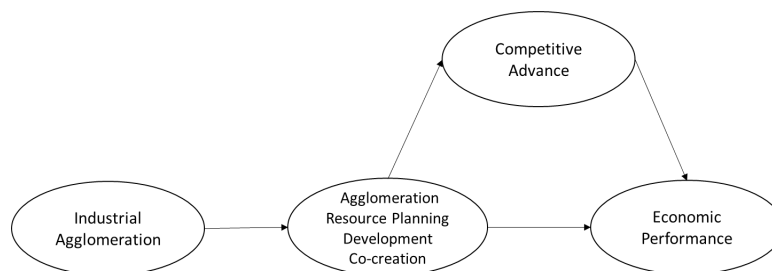 Competitive
Advance
Industrial
Agglomeration
Agglomeration
Resource Planning
Development
Co-creation
Economic
Performance